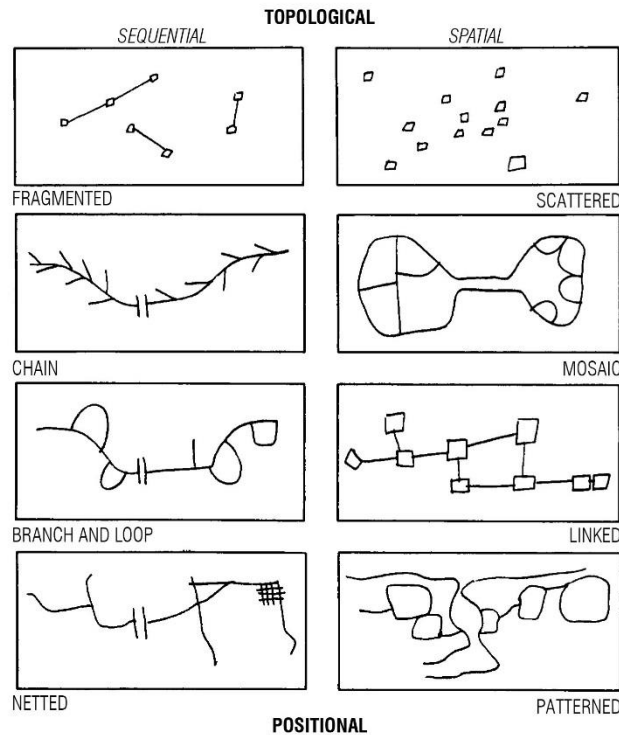 TOPOLOGICAL
SEQUENTIAL
SPATIAL
FRAGMENTED
SCATTERED
CHAIN
MOSAIC
BRANCH AND LOOP
LINKED
NETTED
PATTERNED
POSITIONAL